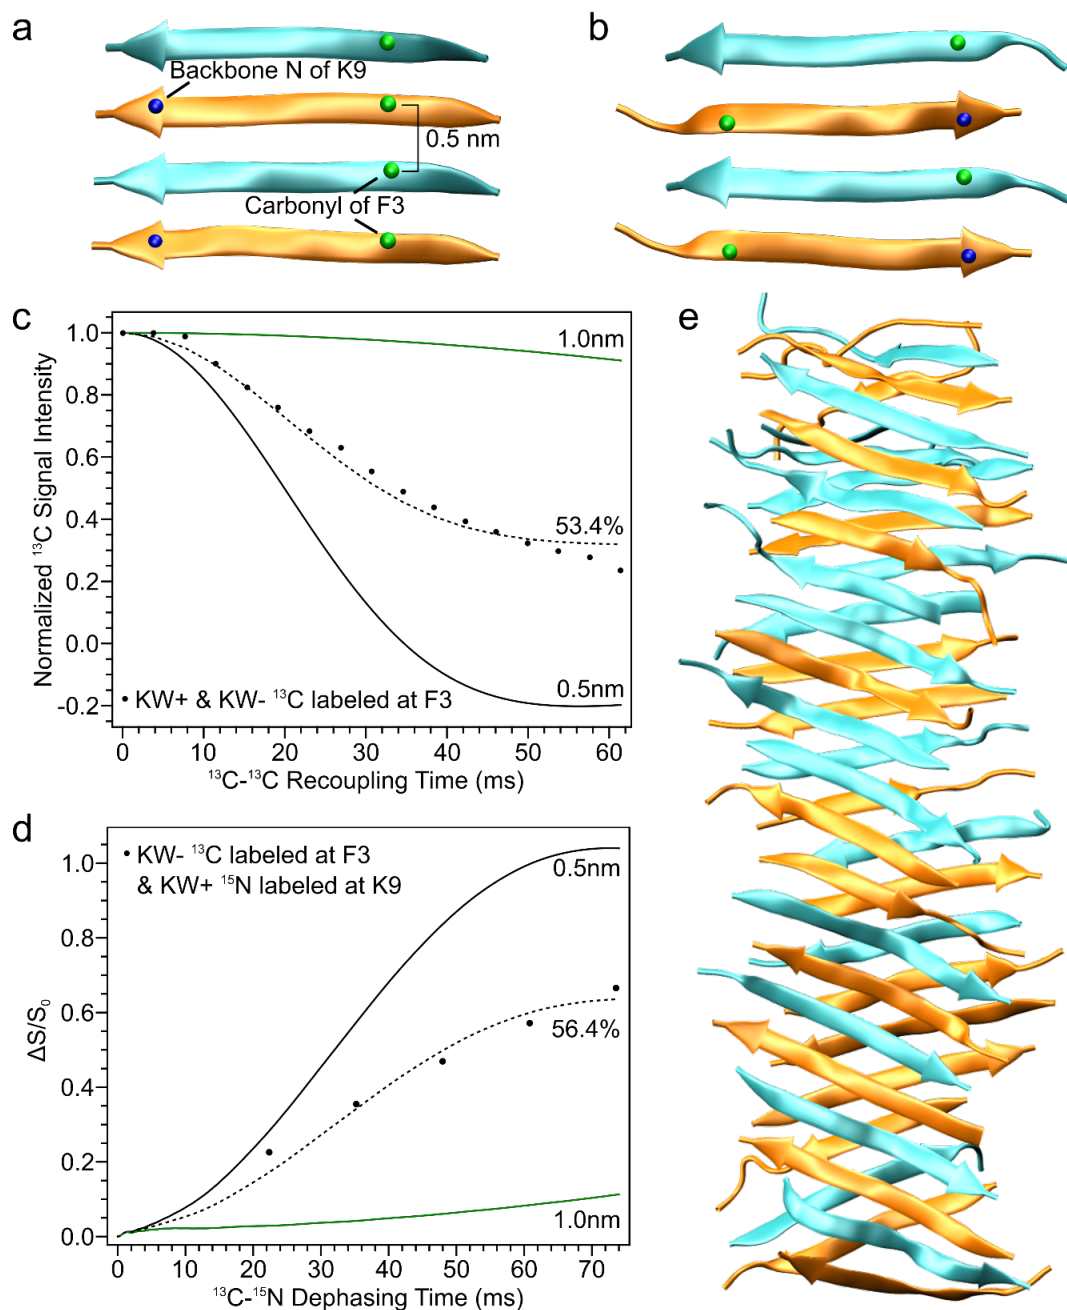 a
b
Backbone N of K9
0.5 nm
Carbonyl of F3
c
Normalized ¹³C Signal Intensity
1.0
0.8
0.6
0.4
0.2
0.0
-0.2
1.0nm
53.4%
0.5nm
• KW+ & KW- ¹³C labeled at F3
0 10 20 30 40 50 60
¹³C-¹³C Recoupling Time (ms)
d
ΔS/S₀
1.0
0.8
0.6
0.4
0.2
0.0
• KW- ¹³C labeled at F3
& KW+ ¹⁵N labeled at K9
0.5nm
56.4%
1.0nm
0 10 20 30 40 50 60 70
¹³C-¹⁵N Dephasing Time (ms)
e